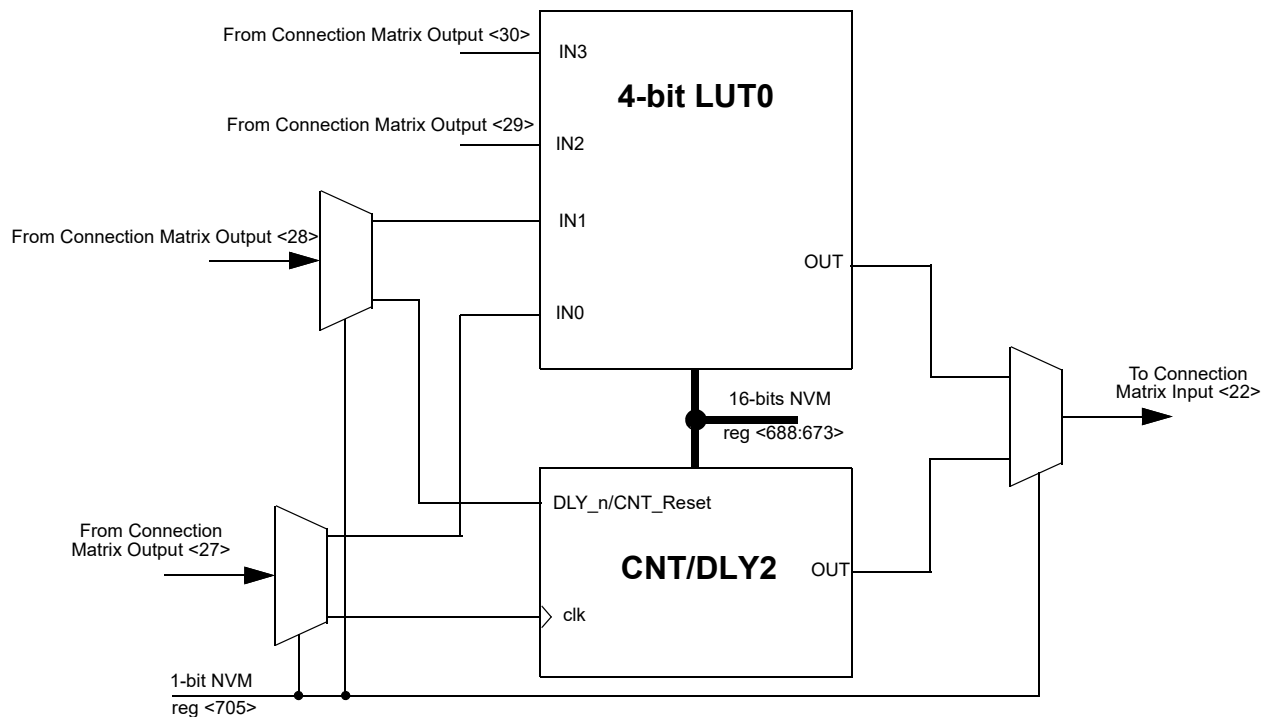 From Connection Matrix Output <30>
IN3
4-bit LUT0
From Connection Matrix Output <29>
IN2
IN1
From Connection Matrix Output <28>
OUT
IN0
To Connection
Matrix Input <22>
16-bits NVM
reg <688:673>
DLY_n/CNT_Reset
From Connection
Matrix Output <27>
CNT/DLY2
OUT
clk
1-bit NVM
reg <705>